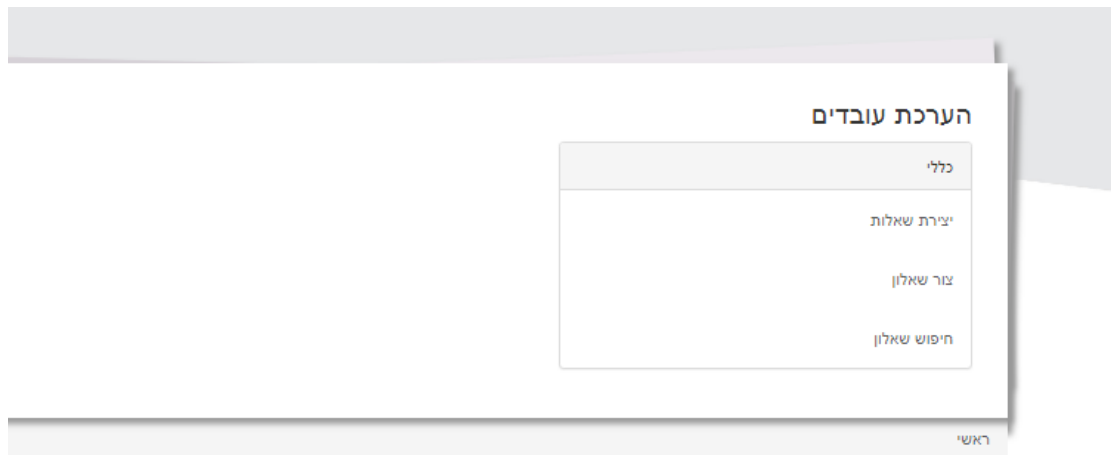 הערכת עובדים
כללי
יצירת שאלות
צור שאלון
חיפוש שאלון
ראשי